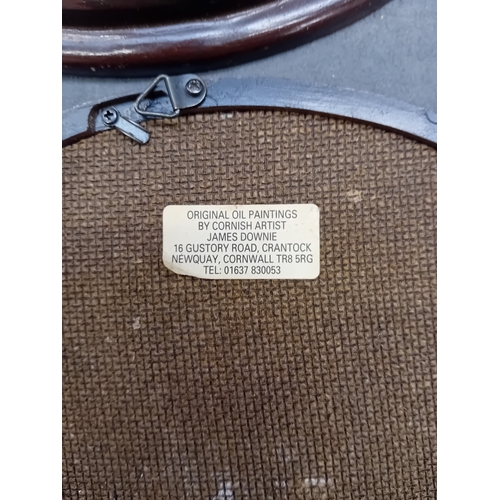 ORIGINAL OIL PAINTINGS
BY CORNISH ARTIST
JAMES DOWNIE
16 GUSTORY ROAD, CRANTOCK
NEWQUAY, CORNWALL TR8 5RG
TEL: 01637 830053